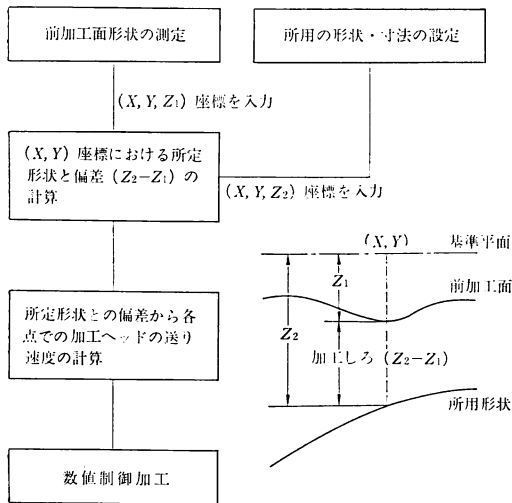 前加工面形状の測定
所用の形状・寸法の設定
(X, Y, Z1) 座標を入力
(X, Y) 座標における所定
形状と偏差 (Z2−Z1) の
計算
(X, Y, Z2) 座標を入力
所定形状との偏差から各
点での加工ヘッドの送り
速度の計算
数値制御加工
(X, Y)
基準平面
Z1
前加工面
Z2
加工しろ (Z2−Z1)
所用形状